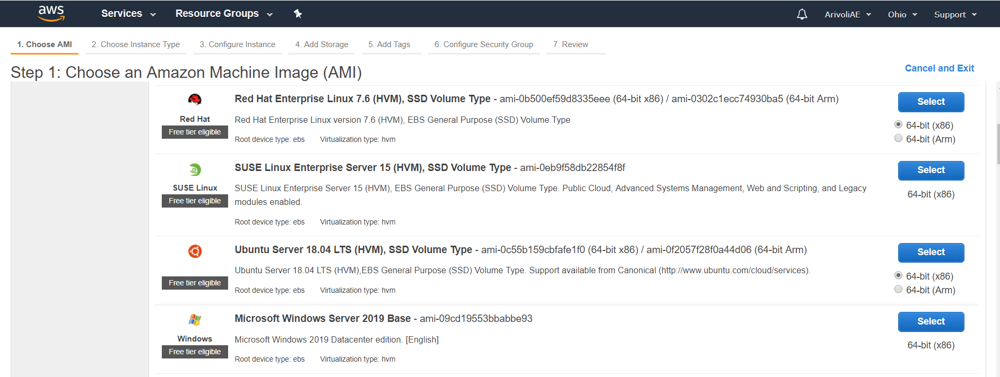 aws Services Resource Groups ArivoliAE Ohio Support
1. Choose AMI 2. Choose Instance Type 3. Configure Instance 4. Add Storage 5. Add Tags 6. Configure Security Group 7. Review
Step 1: Choose an Amazon Machine Image (AMI) Cancel and Exit
Red Hat Enterprise Linux 7.6 (HVM), SSD Volume Type - ami-0b500ef59d8335eee (64-bit x86) / ami-0302c1ecc74930ba5 (64-bit Arm) Select
Red Hat Red Hat Enterprise Linux version 7.6 (HVM), EBS General Purpose (SSD) Volume Type 64-bit (x86)
Free tier eligible Root device type: ebs Virtualization type: hvm 64-bit (Arm)
SUSE Linux Enterprise Server 15 (HVM), SSD Volume Type - ami-0eb9f58db22854f8f Select
SUSE Linux SUSE Linux Enterprise Server 15 (HVM), EBS General Purpose (SSD) Volume Type. Public Cloud, Advanced Systems Management, Web and Scripting, and Legacy 64-bit (x86)
Free tier eligible modules enabled.
Root device type: ebs Virtualization type: hvm
Ubuntu Server 18.04 LTS (HVM), SSD Volume Type - ami-0c55b159cbfafe1f0 (64-bit x86) / ami-0f2057f28f0a44d06 (64-bit Arm) Select
Ubuntu Server 18.04 LTS (HVM),EBS General Purpose (SSD) Volume Type. Support available from Canonical (http://www.ubuntu.com/cloud/services). 64-bit (x86)
Free tier eligible Root device type: ebs Virtualization type: hvm 64-bit (Arm)
Microsoft Windows Server 2019 Base - ami-09cd19553bbabbe93 Select
Windows Microsoft Windows 2019 Datacenter edition. [English] 64-bit (x86)
Free tier eligible Root device type: ebs Virtualization type: hvm